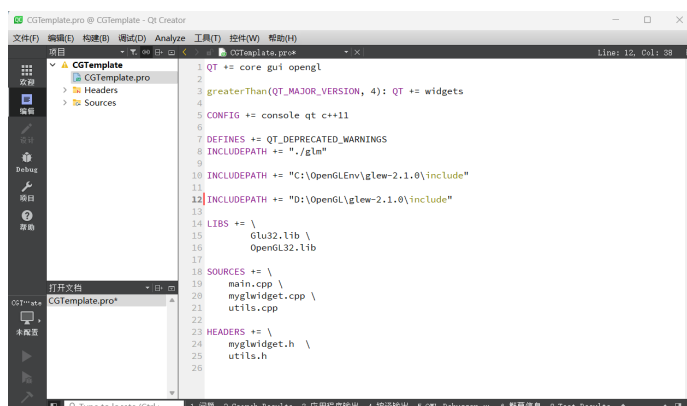 CGTemplate.pro @ CGTemplate - Qt Creator
文件(F) 编辑(E) 构建(B) 调试(D) Analyze 工具(T) 控件(W) 帮助(H)
项目
CGTemplate.pro*
Line: 12, Col: 38
欢迎
编辑
设计
Debug
项目
帮助
CGT···ate
未配置
CGTemplate
CGTemplate.pro
Headers
Sources
打开文档
CGTemplate.pro*
1 QT += core gui opengl
2
3 greaterThan(QT_MAJOR_VERSION, 4): QT += widgets
4
5 CONFIG += console qt c++11
6
7 DEFINES += QT_DEPRECATED_WARNINGS
8 INCLUDEPATH += "./glm"
9
10 INCLUDEPATH += "C:\OpenGLEnv\glew-2.1.0\include"
11
12 INCLUDEPATH += "D:\OpenGL\glew-2.1.0\include"
13
14 LIBS += \
15 Glu32.lib \
16 OpenGL32.lib
17
18 SOURCES += \
19 main.cpp \
20 myglwidget.cpp \
21 utils.cpp
22
23 HEADERS += \
24 myglwidget.h \
25 utils.h
26